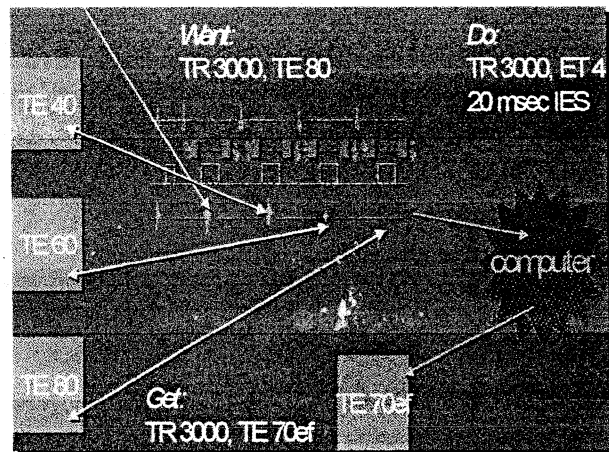 Want:
TR 3000, TE 80
Do:
TR 3000, ET 4
20 msec IES
TE 40
TE 60
computer
TE 80
Get:
TR 3000, TE 70ef
TE 70ef